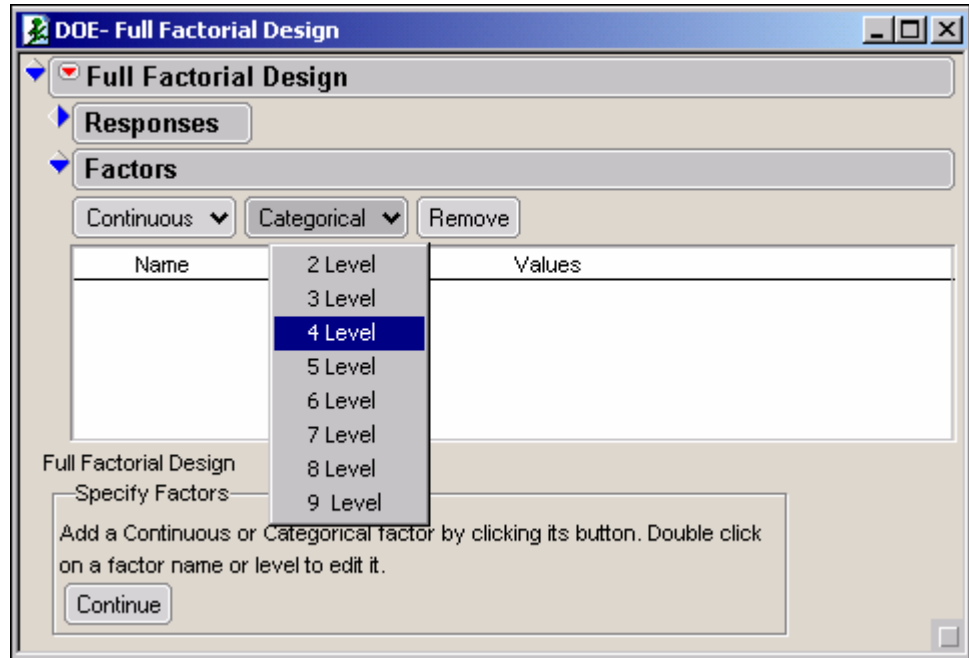 DOE- Full Factorial Design
Full Factorial Design
Responses
Factors
Continuous Categorical Remove
Name Values
2 Level
3 Level
4 Level
5 Level
6 Level
7 Level
8 Level
9 Level
Full Factorial Design
Specify Factors
Add a Continuous or Categorical factor by clicking its button. Double click
on a factor name or level to edit it.
Continue